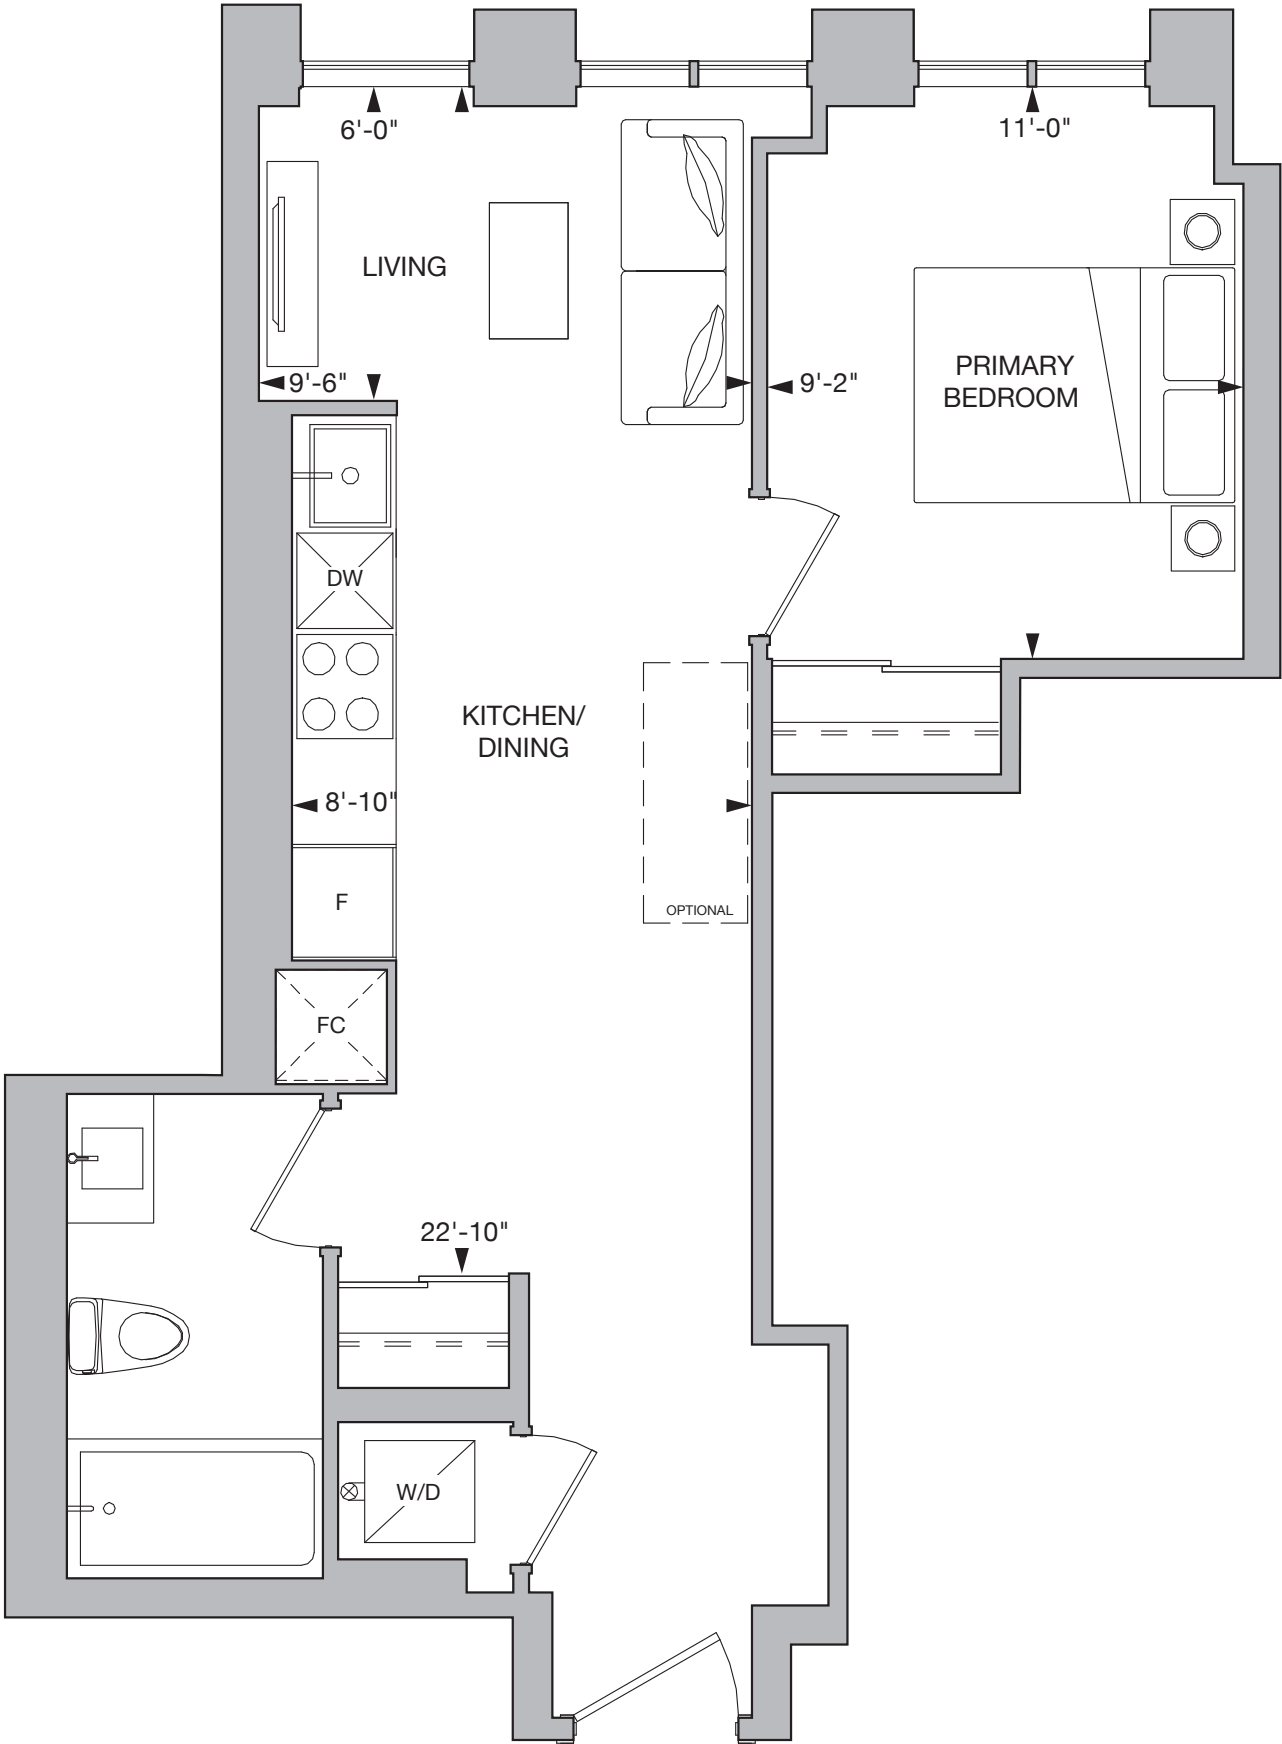 6'-0"
11'-0"
LIVING
PRIMARY
BEDROOM
9'-6"
9'-2"
DW
KITCHEN/
DINING
8'-10"
F
OPTIONAL
FC
22'-10"
W/D